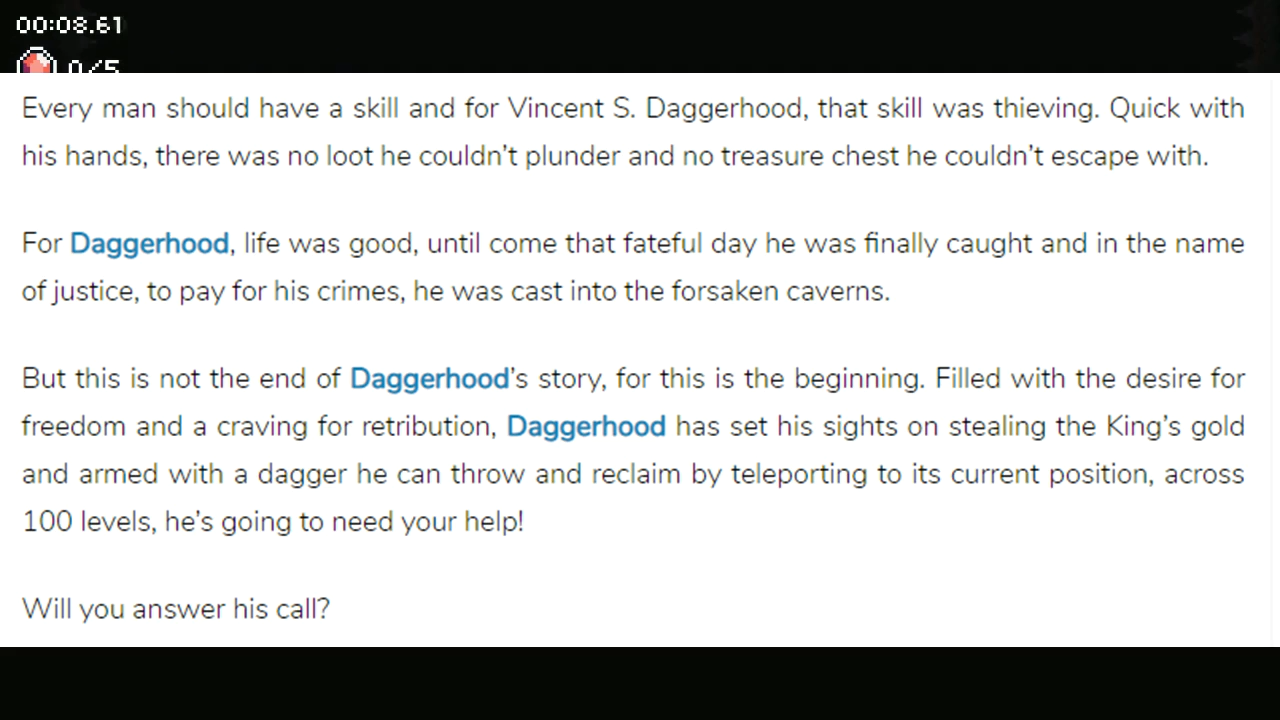 00:08.61
0/5
Every man should have a skill and for Vincent S. Daggerhood, that skill was thieving. Quick with
his hands, there was no loot he couldn't plunder and no treasure chest he couldn't escape with.
For Daggerhood, life was good, until come that fateful day he was finally caught and in the name
of justice, to pay for his crimes, he was cast into the forsaken caverns.
But this is not the end of Daggerhood's story, for this is the beginning. Filled with the desire for
freedom and a craving for retribution, Daggerhood has set his sights on stealing the King's gold
and armed with a dagger he can throw and reclaim by teleporting to its current position, across
100 levels, he's going to need your help!
Will you answer his call?